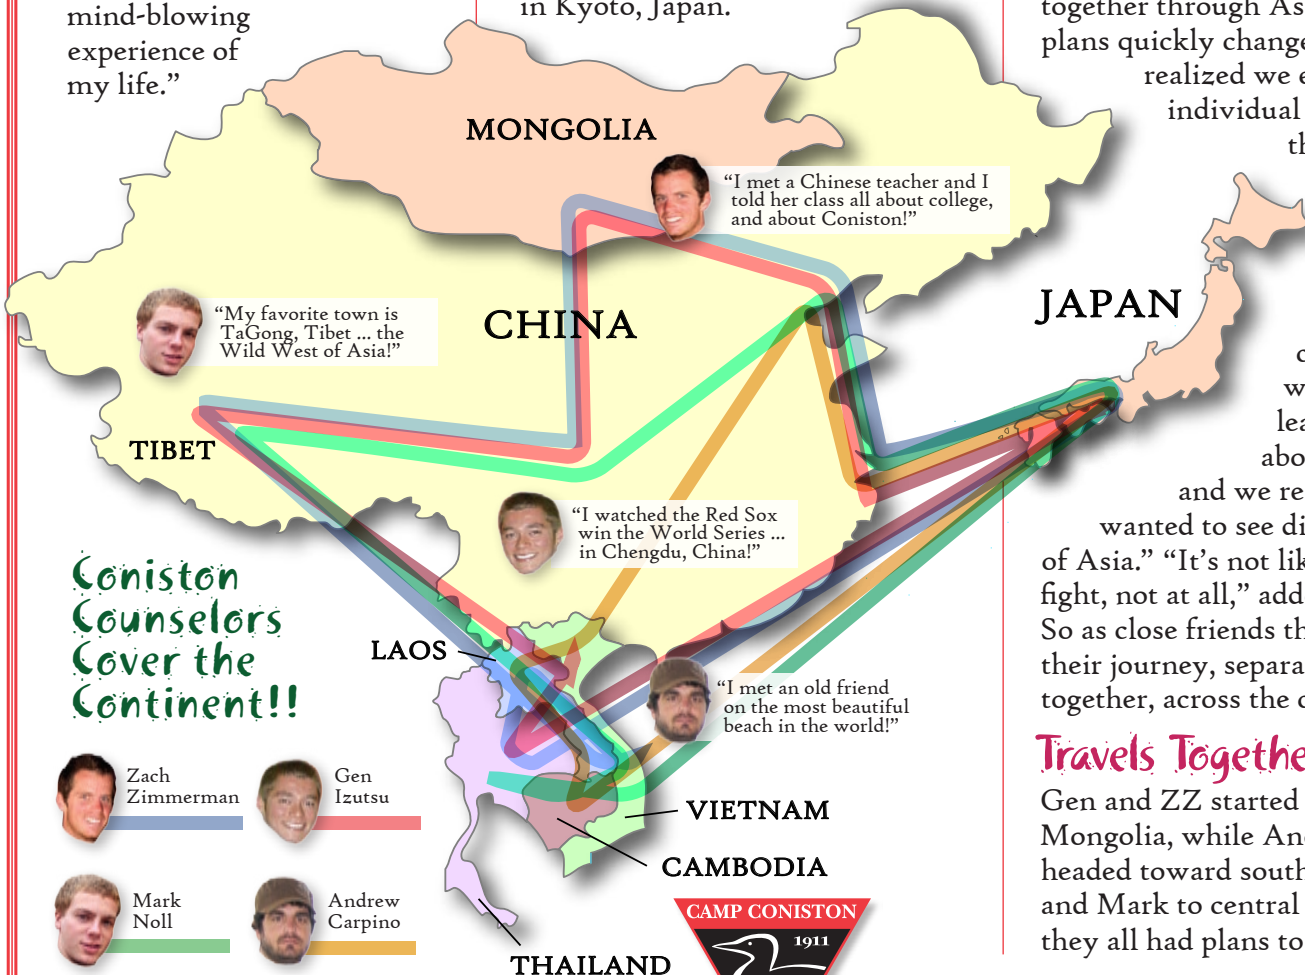 mind-blowing
experience of
my life.”
in Kyoto, Japan.
together through As
plans quickly change
realized we e
individual
th
MONGOLIA
“I met a Chinese teacher and I
told her class all about college,
and about Coniston!”
JAPAN
CHINA
“My favorite town is
TaGong, Tibet ... the
Wild West of Asia!”
TIBET
“I watched the Red Sox
win the World Series ...
in Chengdu, China!”
c
w
lea
abo
and we re
wanted to see di
of Asia.” “It’s not lik
fight, not at all,” add
So as close friends th
their journey, separa
together, across the c
Coniston
Counselors
Cover the
Continent!!
LAOS
“I met an old friend
on the most beautiful
beach in the world!”
VIETNAM
CAMBODIA
THAILAND
Zach
Zimmerman
Gen
Izutsu
Mark
Noll
Andrew
Carpino
CAMP CONISTON
1911
Travels Togethe
Gen and ZZ started
Mongolia, while And
headed toward south
and Mark to central
they all had plans to